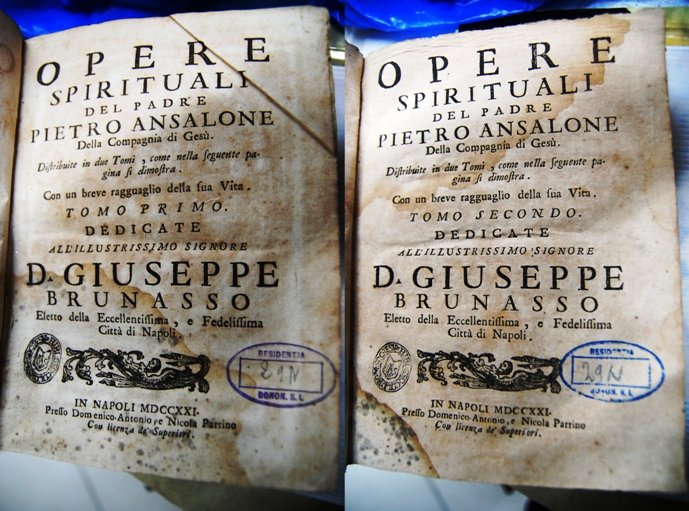 OPERE
SPIRITUALI
DEL PADRE
PIETRO ANSALONE
Della Compagnia di Gesù.
Distribuite in due Tomi, come nella seguente pa-
gina si dimostra.
Con un breve ragguaglio della sua Vita.
TOMO PRIMO.
DEDICATE
ALL'ILLUSTRISSIMO SIGNORE
D. GIUSEPPE
BRUNASSO
Eletto della Eccellentissima, e Fedelissima
Città di Napoli.
RESIDENTIA
29N
BONON. S. I.
IN NAPOLI MDCCXXI.
Presso Domenico-Antonio, e Nicola Parrino
Con licenza de' Superiori.
OPERE
SPIRITUALI
DEL PADRE
PIETRO ANSALONE
Della Compagnia di Gesù.
Distribuite in due Tomi, come nella seguente pa-
gina si dimostra.
Con un breve ragguaglio della sua Vita.
TOMO SECONDO.
DEDICATE
ALL'ILLUSTRISSIMO SIGNORE
D. GIUSEPPE
BRUNASSO
Eletto della Eccellentissima, e Fedelissima
Città di Napoli.
RESIDENTIA
29N
BONON. S. I.
IN NAPOLI MDCCXXI.
Presso Domenico-Antonio, e Nicola Parrino
Con licenza de' Superiori.